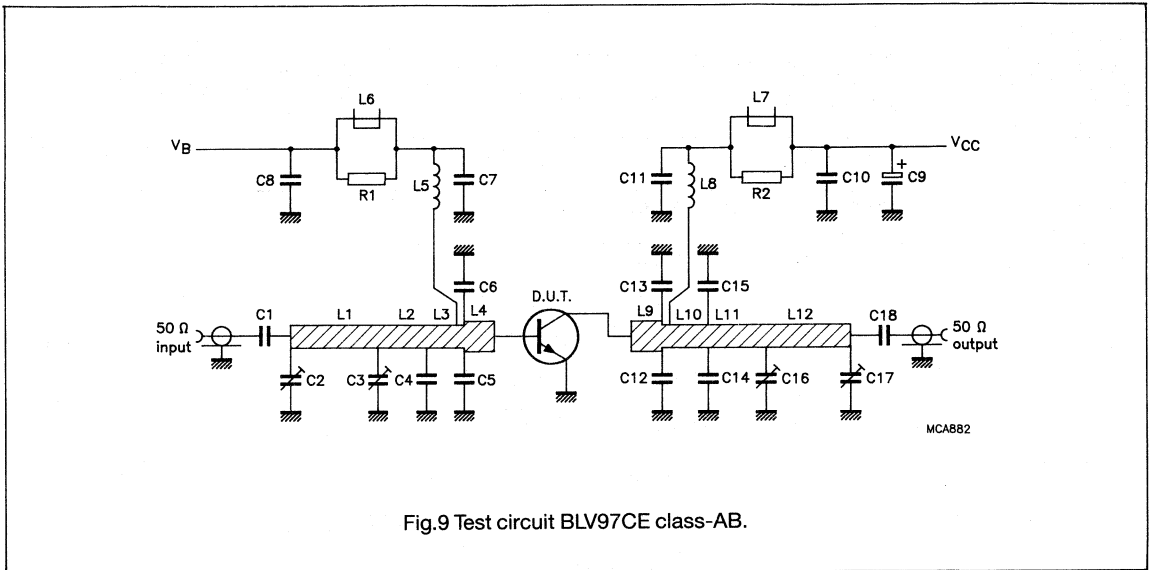 L6
L7
VB
VCC
C8
R1
L5
C7
C11
L8
R2
C10
+
C9
C6
C13
C15
D.U.T.
C1
L1
L2
L3
L4
L9
L10
L11
L12
C18
50 Ω
input
50 Ω
output
C2
C3
C4
C5
C12
C14
C16
C17
MCA882
Fig.9 Test circuit BLV97CE class-AB.